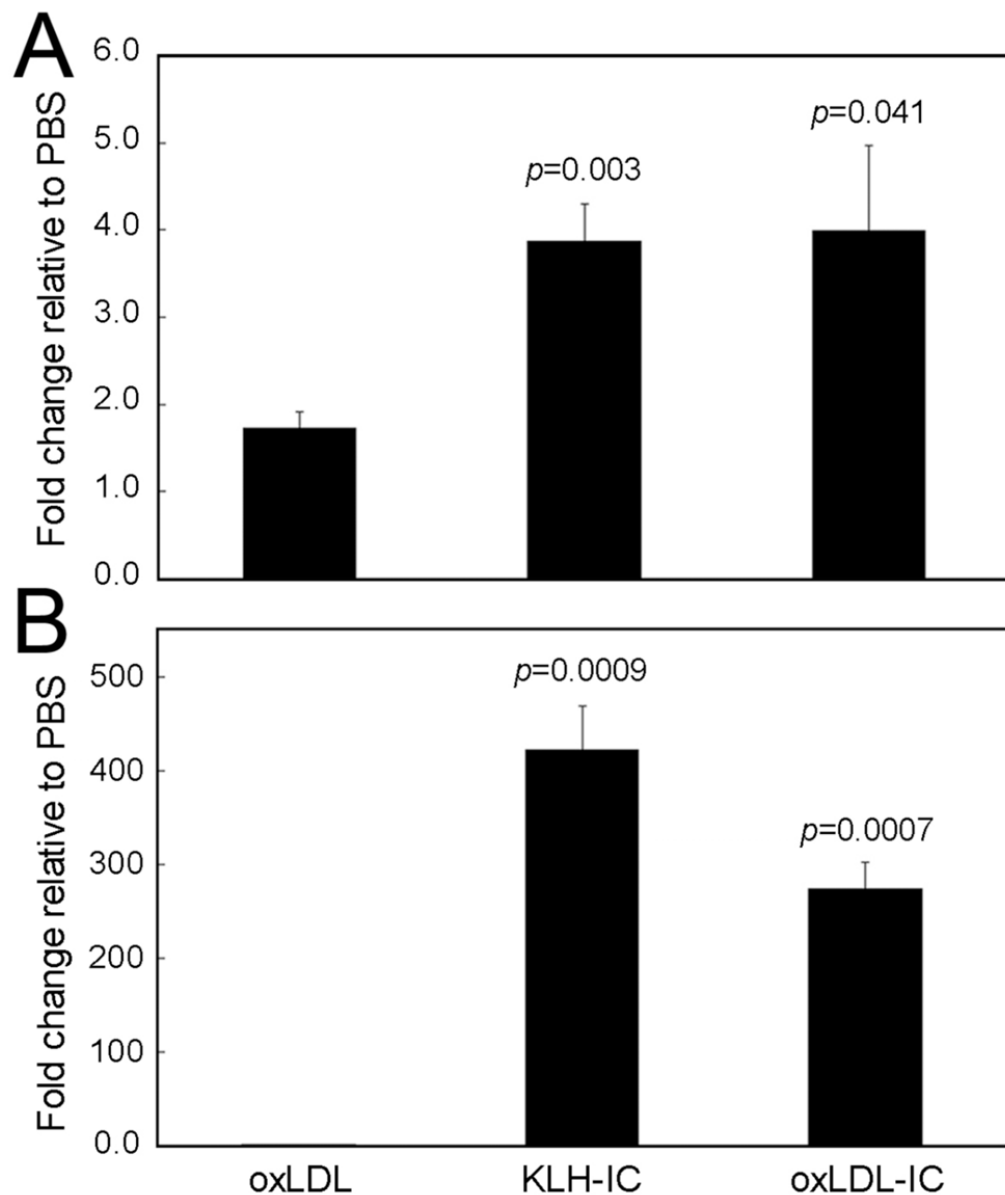 A
Fold change relative to PBS
6.0
5.0
4.0
3.0
2.0
1.0
0.0
p=0.003
p=0.041
B
Fold change relative to PBS
500
400
300
200
100
0.0
p=0.0009
p=0.0007
oxLDL
KLH-IC
oxLDL-IC